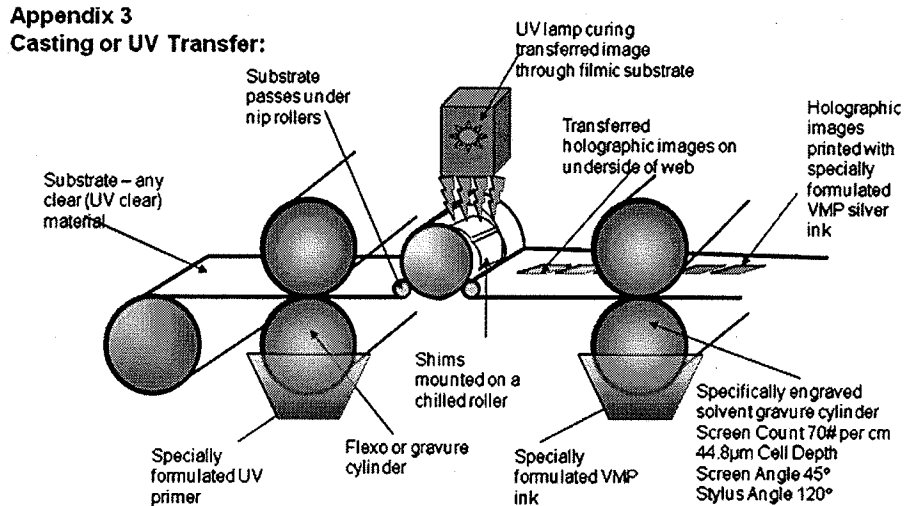 Appendix 3
Casting or UV Transfer:
UV lamp curing
transferred image
through filmic substrate
Substrate
passes under
nip rollers
Holographic
images
printed with
specially
formulated
VMP silver
ink
Transferred
holographic images on
underside of web
Substrate – any
clear (UV clear)
material
Shims
mounted on a
chilled roller
Specially
formulated UV
primer
Flexo or gravure
cylinder
Specially
formulated VMP
ink
Specifically engraved
solvent gravure cylinder
Screen Count 70# per cm
44.8µm Cell Depth
Screen Angle 45°
Stylus Angle 120°